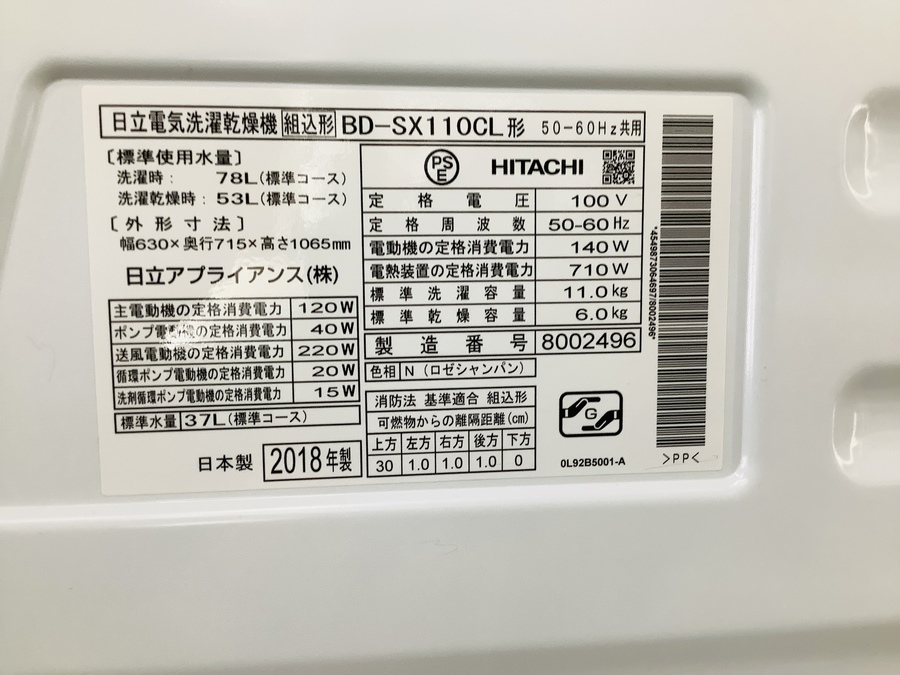 日立電気洗濯乾燥機 組込形 BD-SX110CL形 50-60Hz共用
〔標準使用水量〕
洗濯時: 78L(標準コース)
洗濯乾燥時: 53L(標準コース)
〔外形寸法〕
幅630×奥行715×高さ1065mm
日立アプライアンス(株)
主電動機の定格消費電力 120W
ポンプ電動機の定格消費電力 40W
送風電動機の定格消費電力 220W
循環ポンプ電動機の定格消費電力 20W
洗剤循環ポンプ電動機の定格消費電力 15W
標準水量 37L(標準コース)
日本製 2018年製
PSE HITACHI
定格電圧 100V
定格周波数 50-60Hz
電動機の定格消費電力 140W
電熱装置の定格消費電力 710W
標準洗濯容量 11.0kg
標準乾燥容量 6.0kg
製造番号 8002496
色相 N(ロゼシャンパン)
消防法 基準適合 組込形
可燃物からの離隔距離(cm)
上方 左方 右方 後方 下方
30 1.0 1.0 1.0 0
G
0L92B5001-A
*4549873064697/8002496*
>PP<